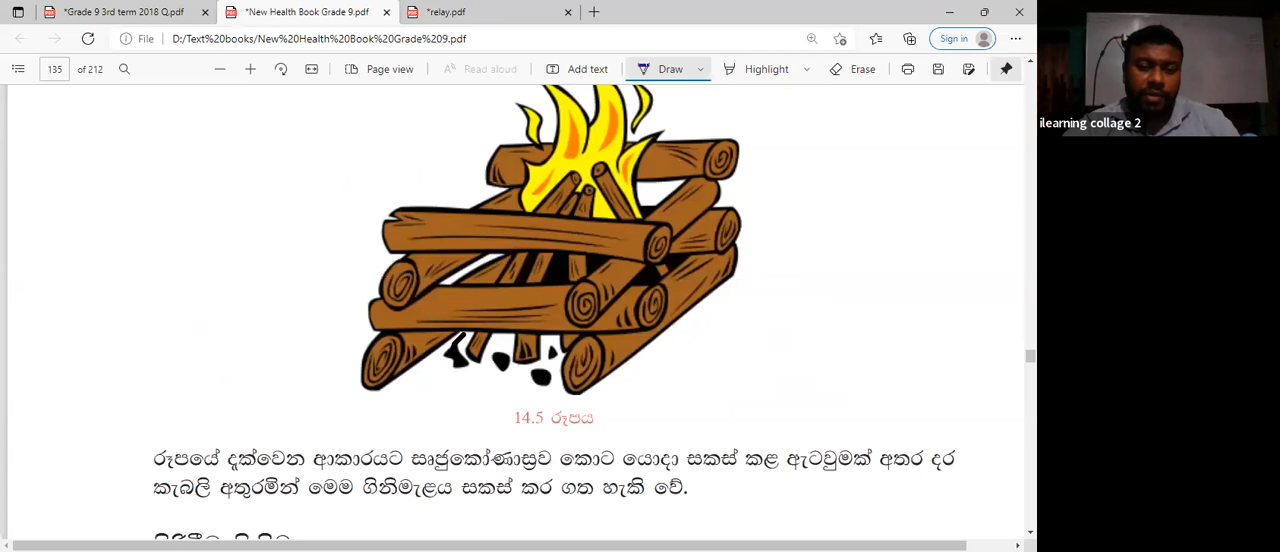 *Grade 9 3rd term 2018 Q.pdf
*New Health Book Grade 9.pdf
*relay.pdf
File
D:/Text%20books/New%20Health%20Book%20Grade%209.pdf
Sign in
135 of 212
Page view
Read aloud
Add text
Draw
Highlight
Erase
ilearning collage 2
14.5 රූපය
රූපයේ දැක්වෙන ආකාරයට සෘජුකෝණාස්‍රව කොට යොදා සකස් කළ ඇටවුමක් අතර දර
කැබලි අතුරමින් මෙම ගිනිමැළය සකස් කර ගත හැකි වේ.